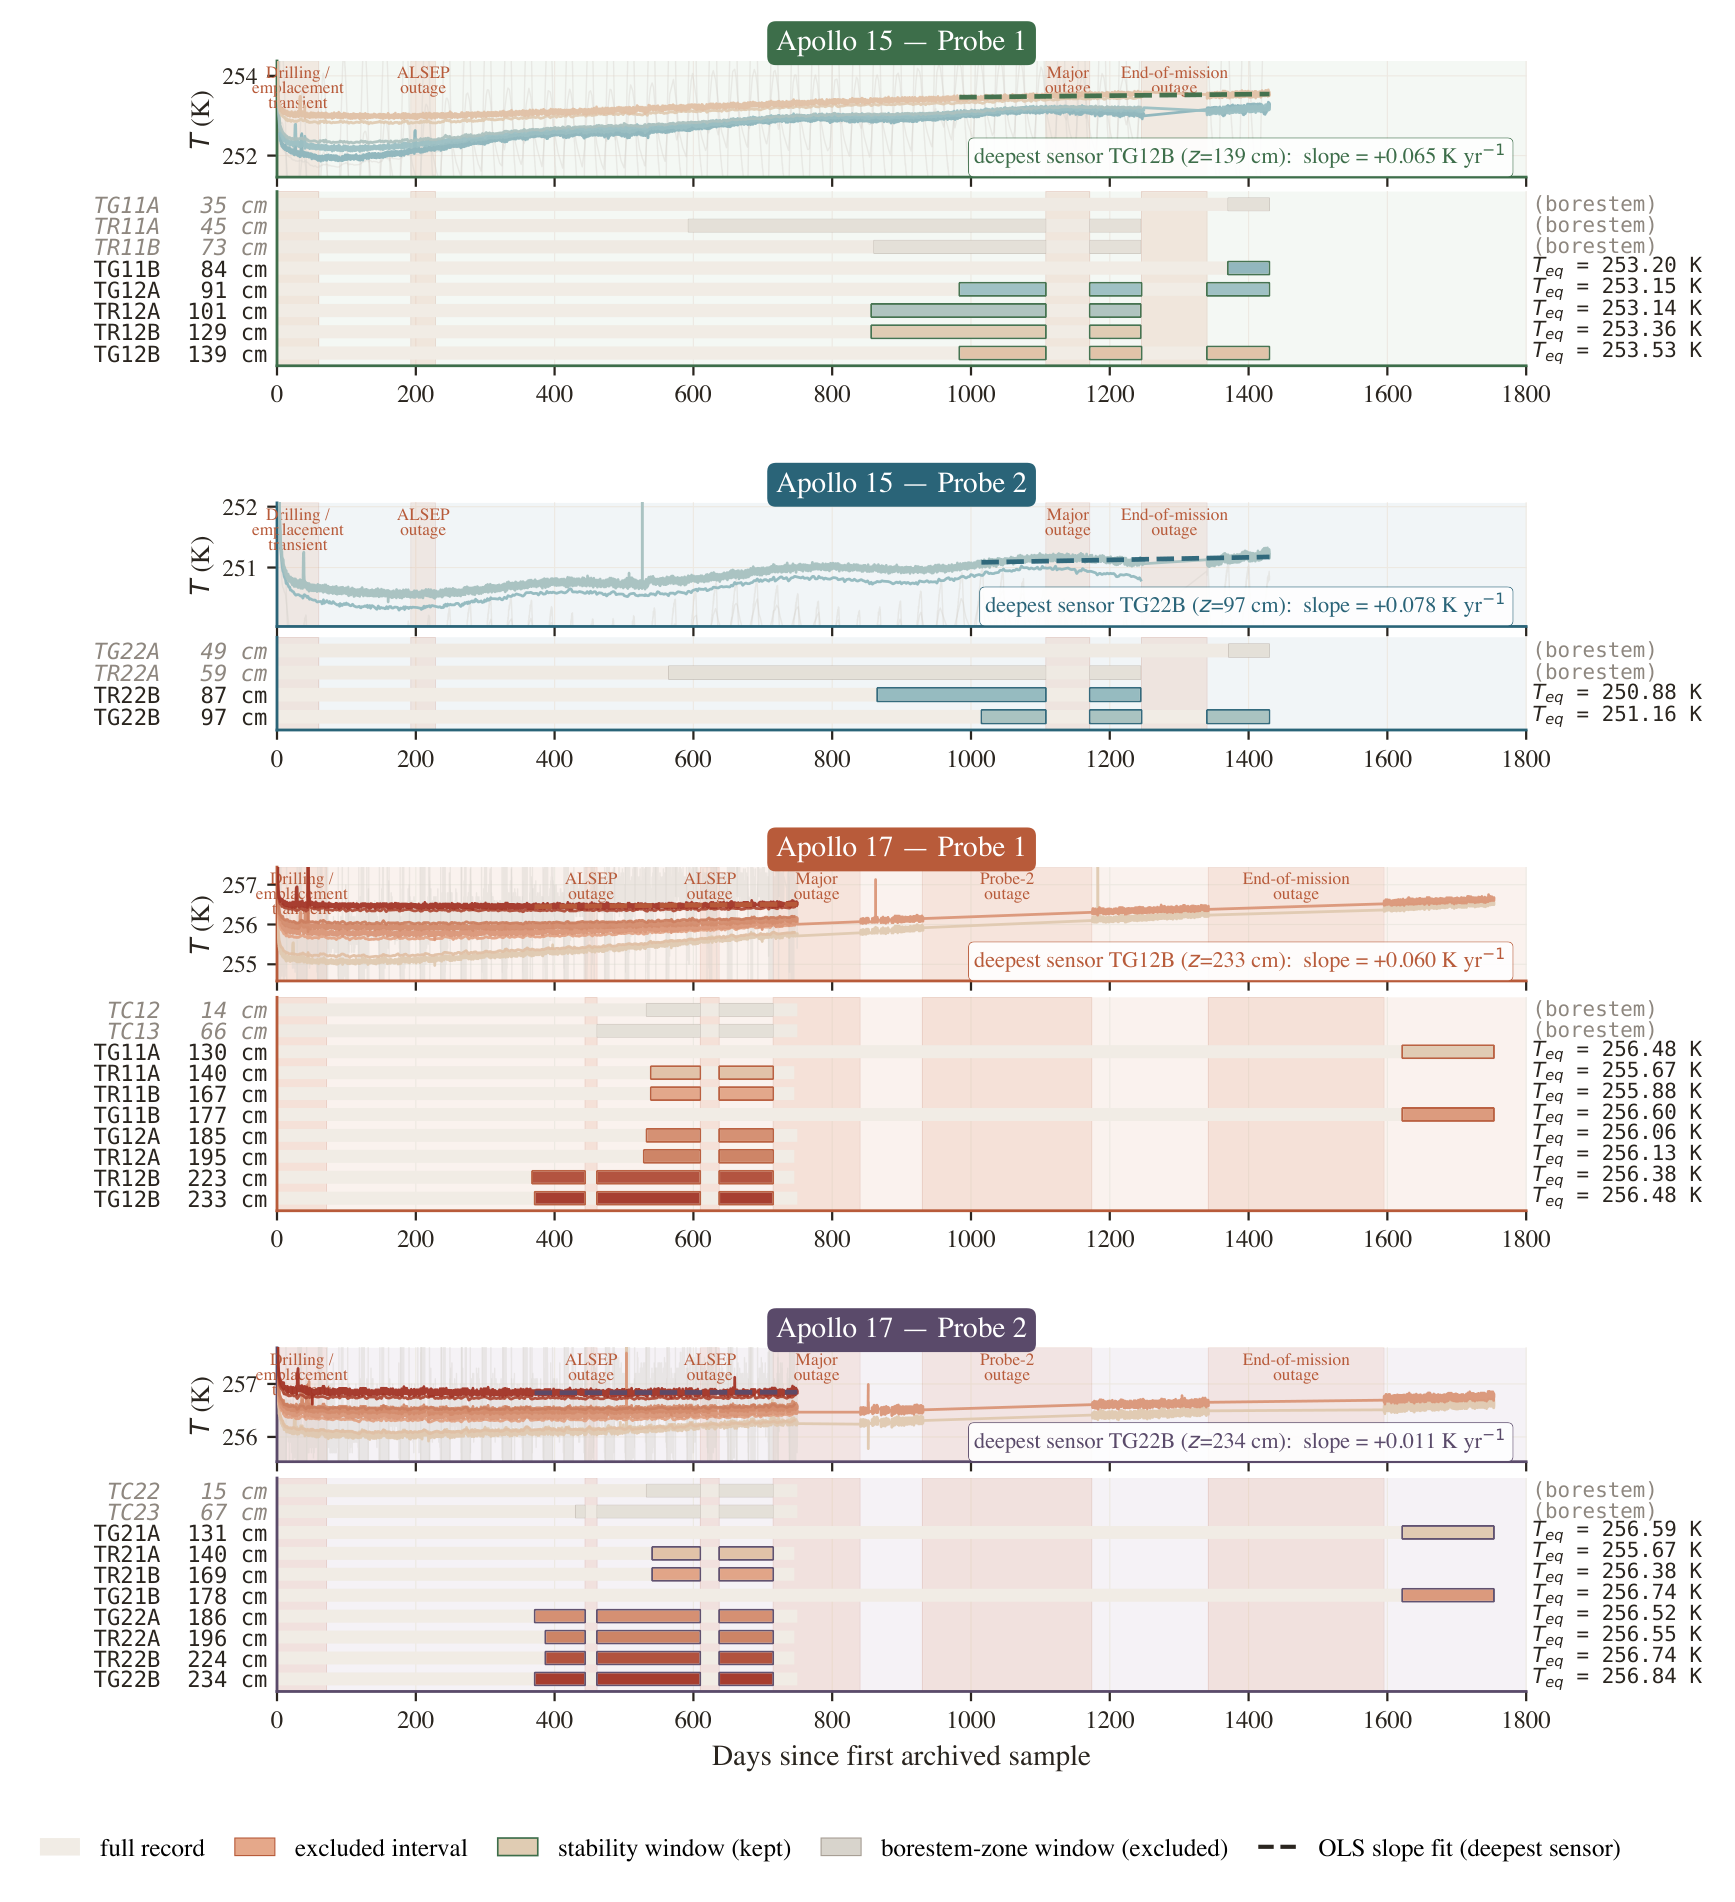 Apollo 15 — Probe 1
Drilling / emplacement transient
ALSEP outage
Major outage
End-of-mission outage
T (K)
254
252
deepest sensor TG12B (z=139 cm): slope = +0.065 K yr⁻¹
TG11A 35 cm (borestem)
TR11A 45 cm (borestem)
TR11B 73 cm (borestem)
TG11B 84 cm Teq = 253.20 K
TG12A 91 cm Teq = 253.15 K
TR12A 101 cm Teq = 253.14 K
TR12B 129 cm Teq = 253.36 K
TG12B 139 cm Teq = 253.53 K
0 200 400 600 800 1000 1200 1400 1600 1800
Apollo 15 — Probe 2
Drilling / emplacement transient
ALSEP outage
Major outage
End-of-mission outage
T (K)
252
251
deepest sensor TG22B (z=97 cm): slope = +0.078 K yr⁻¹
TG22A 49 cm (borestem)
TR22A 59 cm (borestem)
TR22B 87 cm Teq = 250.88 K
TG22B 97 cm Teq = 251.16 K
0 200 400 600 800 1000 1200 1400 1600 1800
Apollo 17 — Probe 1
Drilling / emplacement transient
ALSEP outage
ALSEP outage
Major outage
Probe-2 outage
End-of-mission outage
T (K)
257
256
255
deepest sensor TG12B (z=233 cm): slope = +0.060 K yr⁻¹
TC12 14 cm (borestem)
TC13 66 cm (borestem)
TG11A 130 cm Teq = 256.48 K
TR11A 140 cm Teq = 255.67 K
TR11B 167 cm Teq = 255.88 K
TG11B 177 cm Teq = 256.60 K
TG12A 185 cm Teq = 256.06 K
TR12A 195 cm Teq = 256.13 K
TR12B 223 cm Teq = 256.38 K
TG12B 233 cm Teq = 256.48 K
0 200 400 600 800 1000 1200 1400 1600 1800
Apollo 17 — Probe 2
Drilling / emplacement
ALSEP outage
ALSEP outage
Major outage
Probe-2 outage
End-of-mission outage
T (K)
257
256
deepest sensor TG22B (z=234 cm): slope = +0.011 K yr⁻¹
TC22 15 cm (borestem)
TC23 67 cm (borestem)
TG21A 131 cm Teq = 256.59 K
TR21A 140 cm Teq = 255.67 K
TR21B 169 cm Teq = 256.38 K
TG21B 178 cm Teq = 256.74 K
TG22A 186 cm Teq = 256.52 K
TR22A 196 cm Teq = 256.55 K
TR22B 224 cm Teq = 256.74 K
TG22B 234 cm Teq = 256.84 K
0 200 400 600 800 1000 1200 1400 1600 1800
Days since first archived sample
full record
excluded interval
stability window (kept)
borestem-zone window (excluded)
OLS slope fit (deepest sensor)